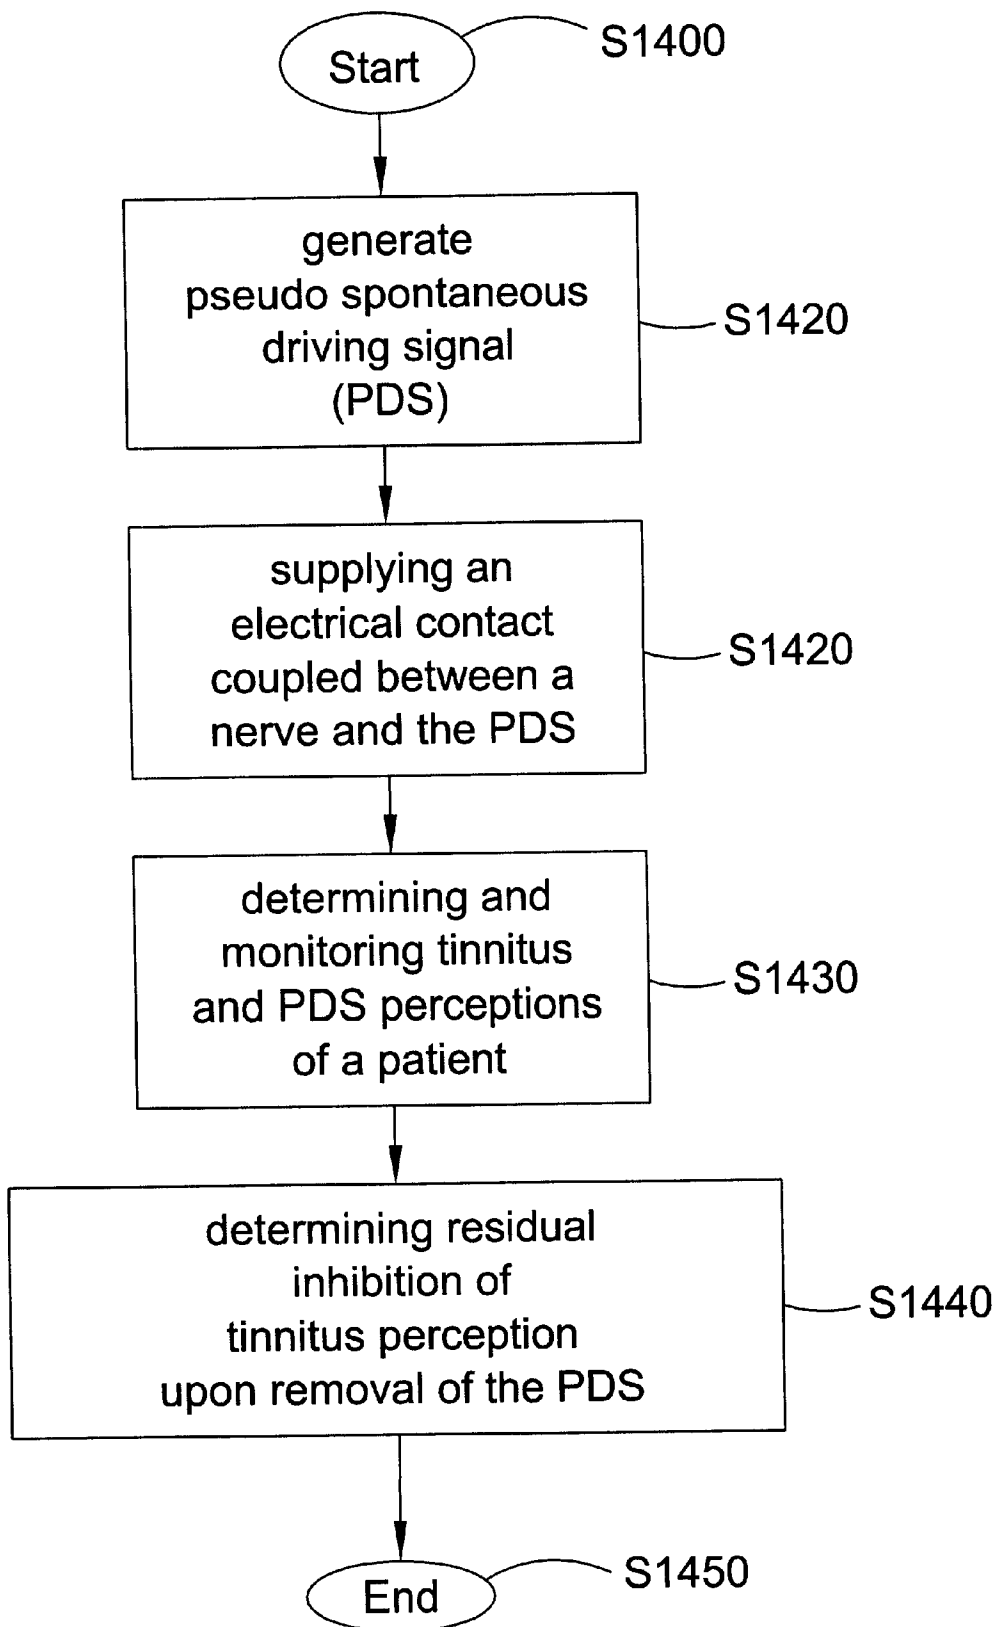 Start
S1400
generate
pseudo spontaneous
driving signal
(PDS)
S1420
supplying an
electrical contact
coupled between a
nerve and the PDS
S1420
determining and
monitoring tinnitus
and PDS perceptions
of a patient
S1430
determining residual
inhibition of
tinnitus perception
upon removal of the PDS
S1440
End
S1450